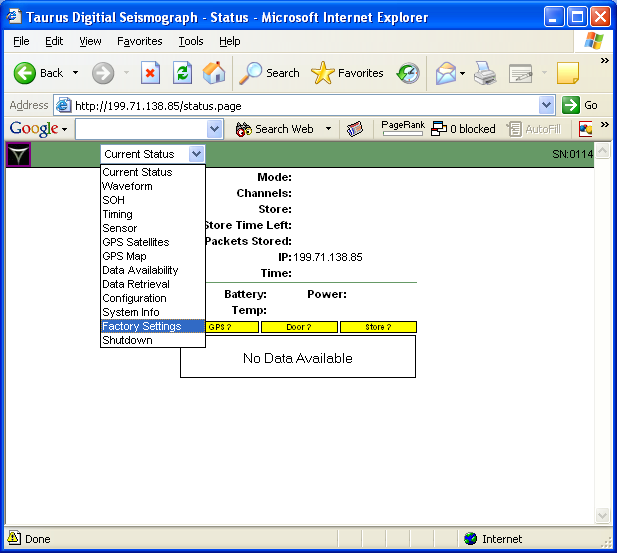 Taurus Digitial Seismograph - Status - Microsoft Internet Explorer
File Edit View Favorites Tools Help
Back Search Favorites
Address http://199.71.138.85/status.page Go
Google Search Web PageRank 0 blocked AutoFill
Current Status SN:0114
Current Status
Waveform
SOH
Timing
Sensor
GPS Satellites
GPS Map
Data Availability
Data Retrieval
Configuration
System Info
Factory Settings
Shutdown
Mode:
Channels:
Store:
Store Time Left:
Packets Stored:
IP: 199.71.138.85
Time:
Battery: Power:
Temp:
GPS ? Door ? Store ?
No Data Available
Done Internet